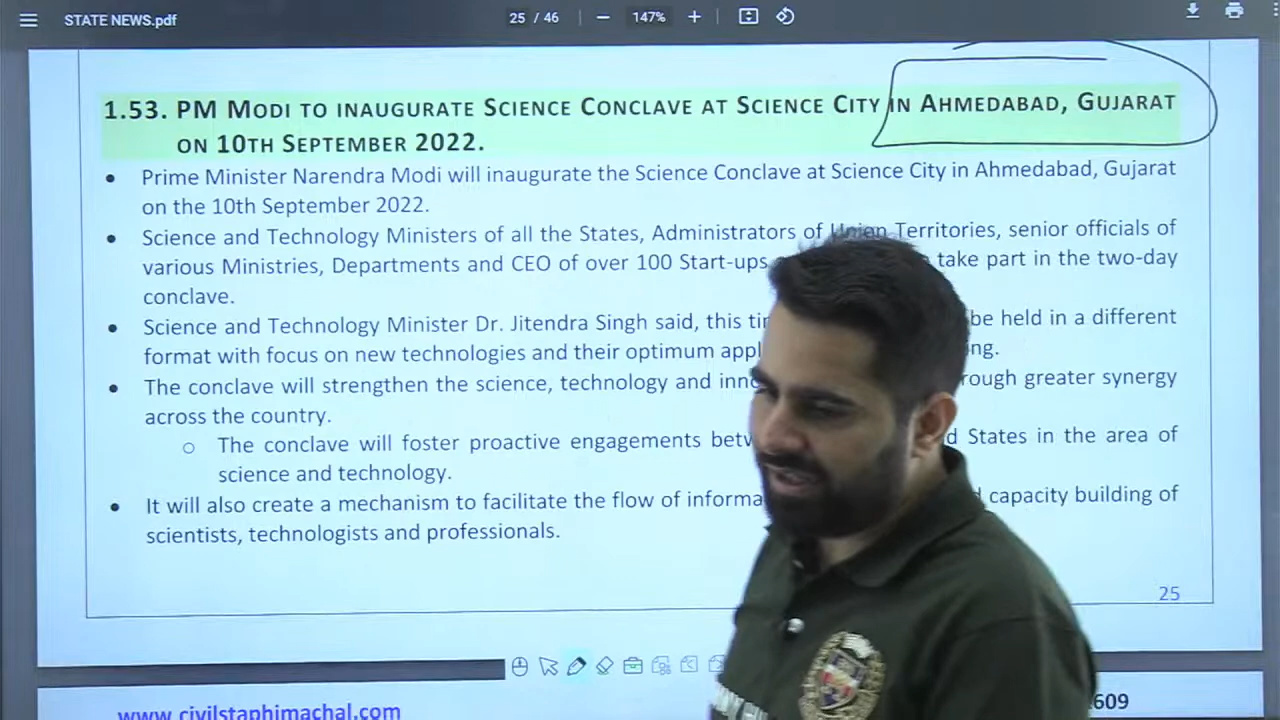 STATE NEWS.pdf
25 / 46
147%
1.53. PM MODI TO INAUGURATE SCIENCE CONCLAVE AT SCIENCE CITY IN AHMEDABAD, GUJARAT
ON 10TH SEPTEMBER 2022.
• Prime Minister Narendra Modi will inaugurate the Science Conclave at Science City in Ahmedabad, Gujarat
on the 10th September 2022.
• Science and Technology Ministers of all the States, Administrators of Union Territories, senior officials of
various Ministries, Departments and CEO of over 100 Start-ups take part in the two-day
conclave.
• Science and Technology Minister Dr. Jitendra Singh said, this be held in a different
format with focus on new technologies and their optimum
• The conclave will strengthen the science, technology and greater synergy
across the country.
○ The conclave will foster proactive engagements States in the area of
science and technology.
• It will also create a mechanism to facilitate the flow of capacity building of
scientists, technologists and professionals.
25
www.civilstaphimachal.com
609